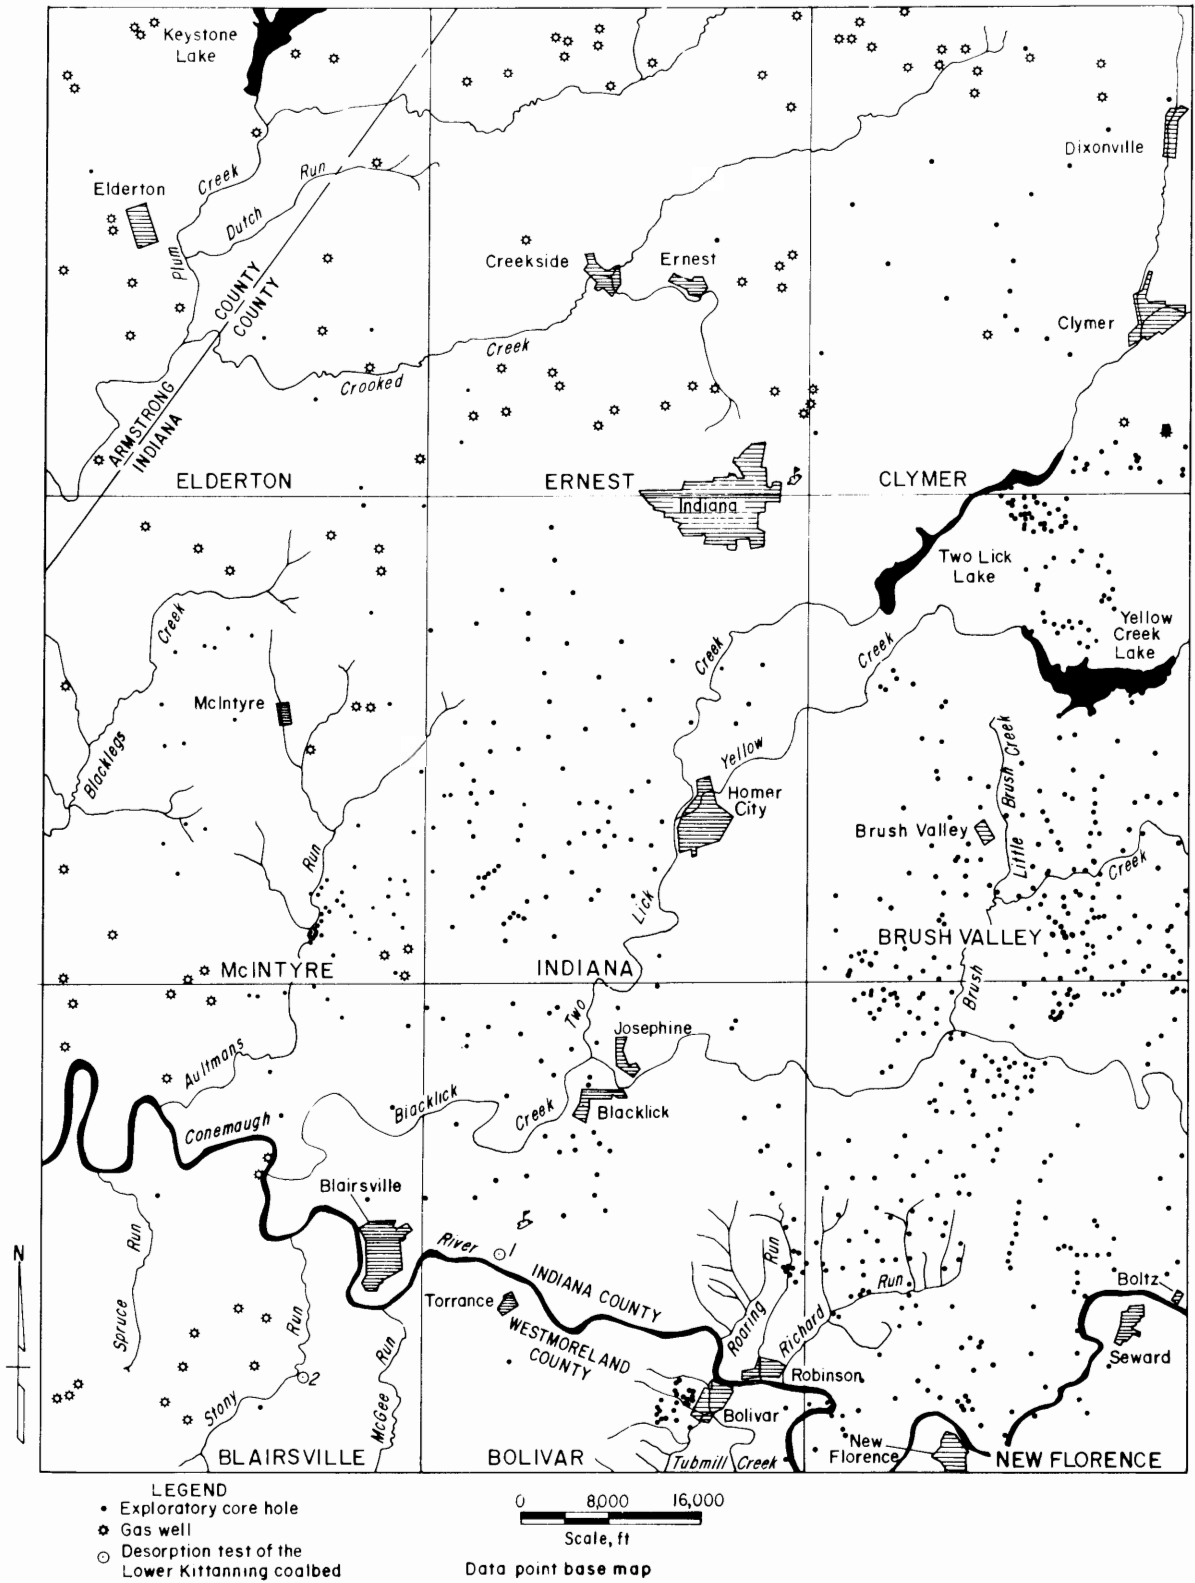 Keystone
Lake
Dixonville
Creek
Run
Elderton
Dutch
Plum
Creekside
Ernest
COUNTY
COUNTY
Clymer
Creek
Crooked
ARMSTRONG
INDIANA
ELDERTON
ERNEST
CLYMER
Indiana
Two Lick
Lake
Creek
Yellow
Creek
Lake
Creek
Creek
McIntyre
Blacklegs
Yellow
Creek
Brush
Homer
City
Brush Valley
Little
Run
Creek
Lick
BRUSH VALLEY
McINTYRE
INDIANA
Brush
Two
Josephine
Aultmans
Blacklick
Creek
Blacklick
Conemaugh
Blairsville
Run
River
1
Run
INDIANA COUNTY
Run
Boltz
Torrance
Spruce
Run
Roaring
Richard
WESTMORELAND
COUNTY
Run
Seward
2
Robinson
Stony
McGee
Bolivar
New
Florence
BLAIRSVILLE
BOLIVAR
Tubmill Creek
NEW FLORENCE
N
LEGEND
Exploratory core hole
Gas well
Desorption test of the
Lower Kittanning coalbed
0 8,000 16,000
Scale, ft
Data point base map